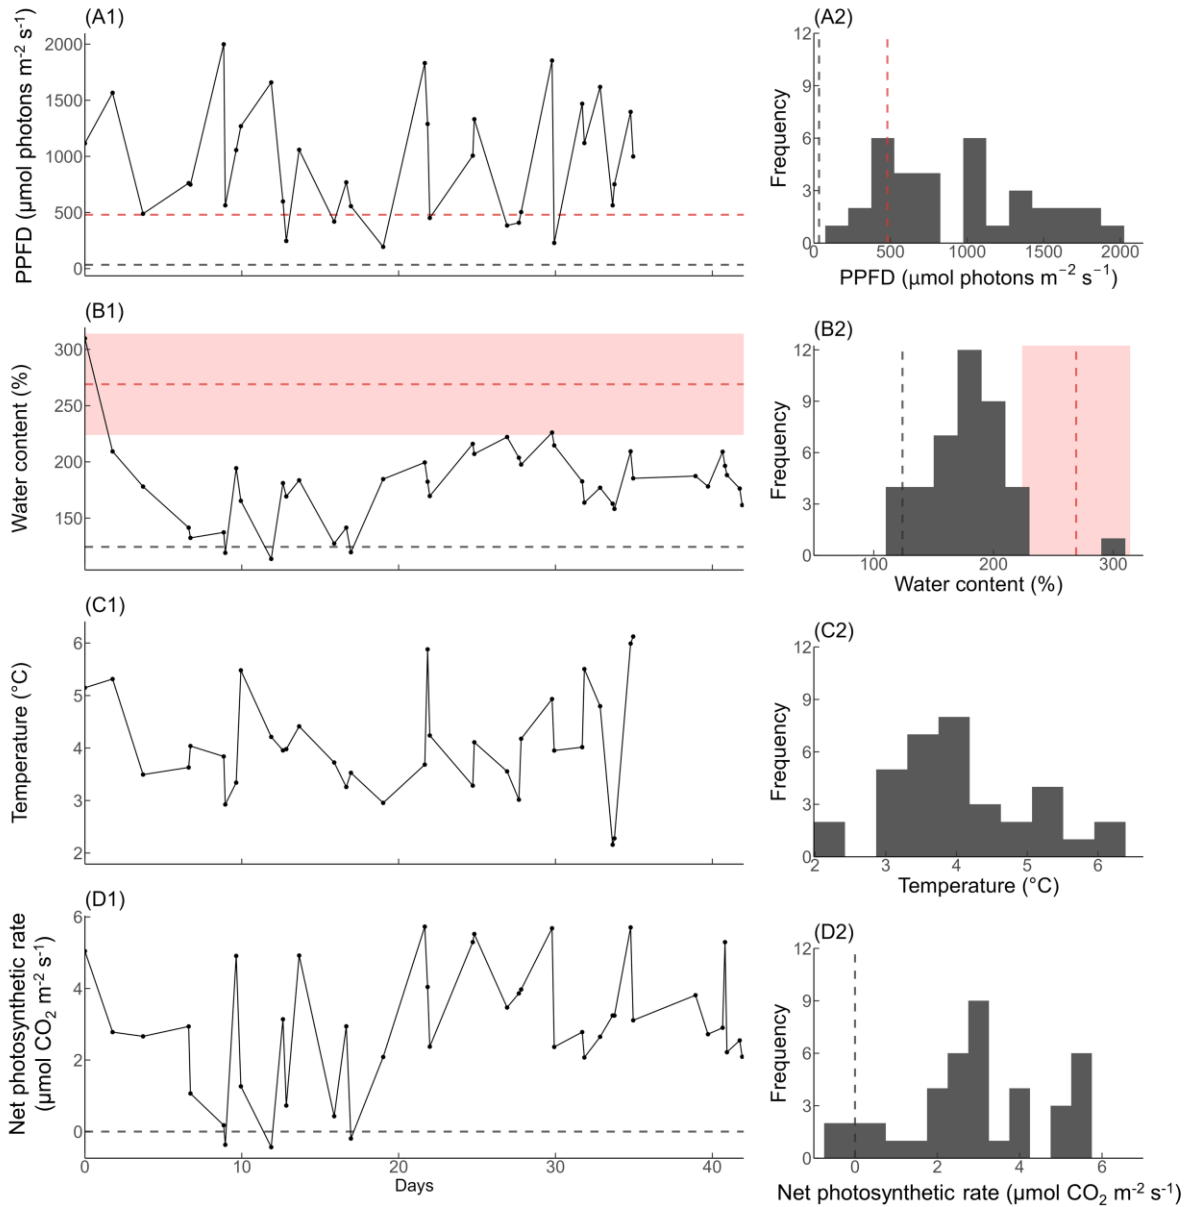 (A1)
PPFD (µmol photons m⁻² s⁻¹)
2000
1500
1000
500
0
(A2)
Frequency
12
9
6
3
0
0 500 1000 1500 2000
PPFD (µmol photons m⁻² s⁻¹)
(B1)
Water content (%)
300
250
200
150
(B2)
Frequency
12
9
6
3
0
100 200 300
Water content (%)
(C1)
Temperature (°C)
6
5
4
3
2
(C2)
Frequency
12
9
6
3
0
2 3 4 5 6
Temperature (°C)
(D1)
Net photosynthetic rate
(µmol CO₂ m⁻² s⁻¹)
6
4
2
0
0 10 20 30 40
Days
(D2)
Frequency
12
9
6
3
0
0 2 4 6
Net photosynthetic rate (µmol CO₂ m⁻² s⁻¹)